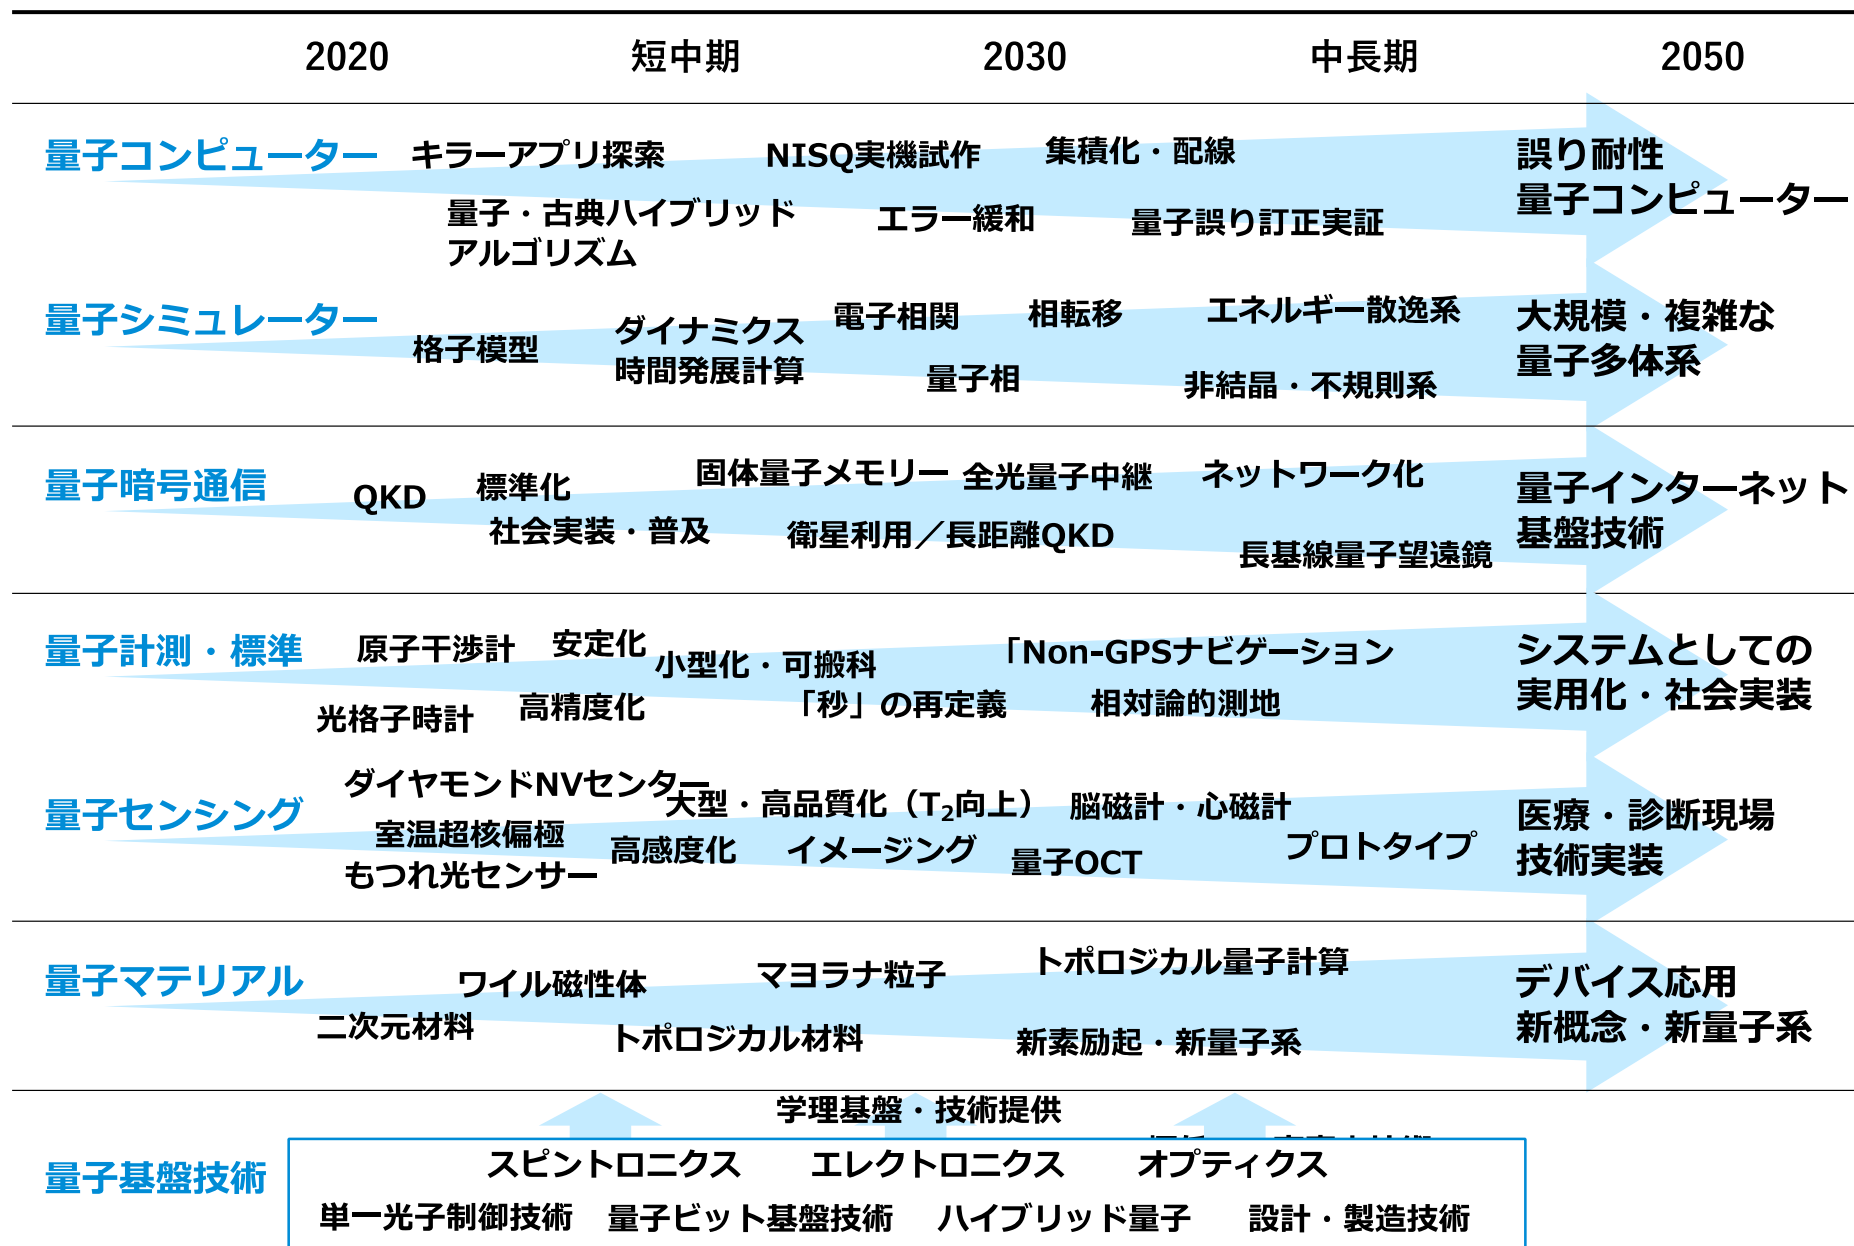 2020 短中期 2030 中長期 2050
量子コンピューター
キラーアプリ探索
NISQ実機試作
集積化・配線
量子・古典ハイブリッド
アルゴリズム
エラー緩和
量子誤り訂正実証
誤り耐性
量子コンピューター
量子シミュレーター
格子模型
ダイナミクス
時間発展計算
電子相関
相転移
エネルギー散逸系
量子相
非結晶・不規則系
大規模・複雑な
量子多体系
量子暗号通信
QKD
標準化
固体量子メモリー
全光量子中継
ネットワーク化
社会実装・普及
衛星利用／長距離QKD
長基線量子望遠鏡
量子インターネット
基盤技術
量子計測・標準
原子干渉計
安定化
小型化・可搬科
「Non-GPSナビゲーション
光格子時計
高精度化
「秒」の再定義
相対論的測地
システムとしての
実用化・社会実装
量子センシング
ダイヤモンドNVセンター
室温超核偏極
もつれ光センサー
大型・高品質化（T₂向上）
脳磁計・心磁計
高感度化
イメージング
量子OCT
プロトタイプ
医療・診断現場
技術実装
量子マテリアル
ワイル磁性体
マヨラナ粒子
トポロジカル量子計算
二次元材料
トポロジカル材料
新素励起・新量子系
デバイス応用
新概念・新量子系
学理基盤・技術提供
量子基盤技術
スピントロニクス エレクトロニクス オプティクス
単一光子制御技術 量子ビット基盤技術 ハイブリッド量子 設計・製造技術